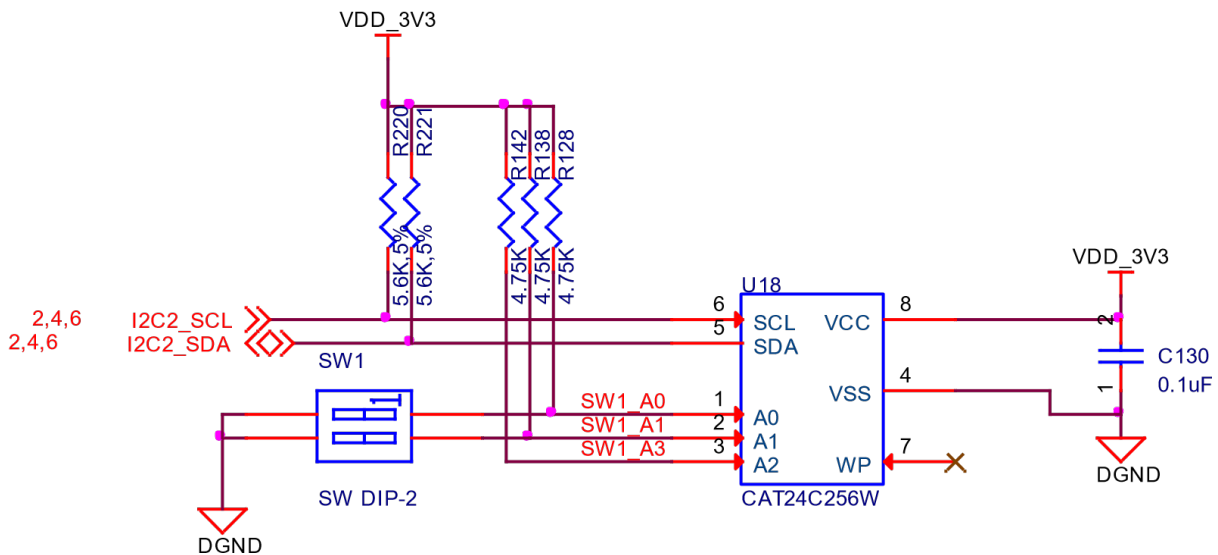 VDD_3V3
R220
R221
R142
R138
R128
5.6K,5%
5.6K,5%
4.75K
4.75K
4.75K
VDD_3V3
U18
2,4,6 I2C2_SCL 6 SCL VCC 8 2
2,4,6 I2C2_SDA 5 SDA
SW1
C130
0.1uF
VSS 4 1
1
SW1_A0 1 A0
SW1_A1 2 A1
SW1_A3 3 A2 WP 7
DGND
SW DIP-2
CAT24C256W
DGND